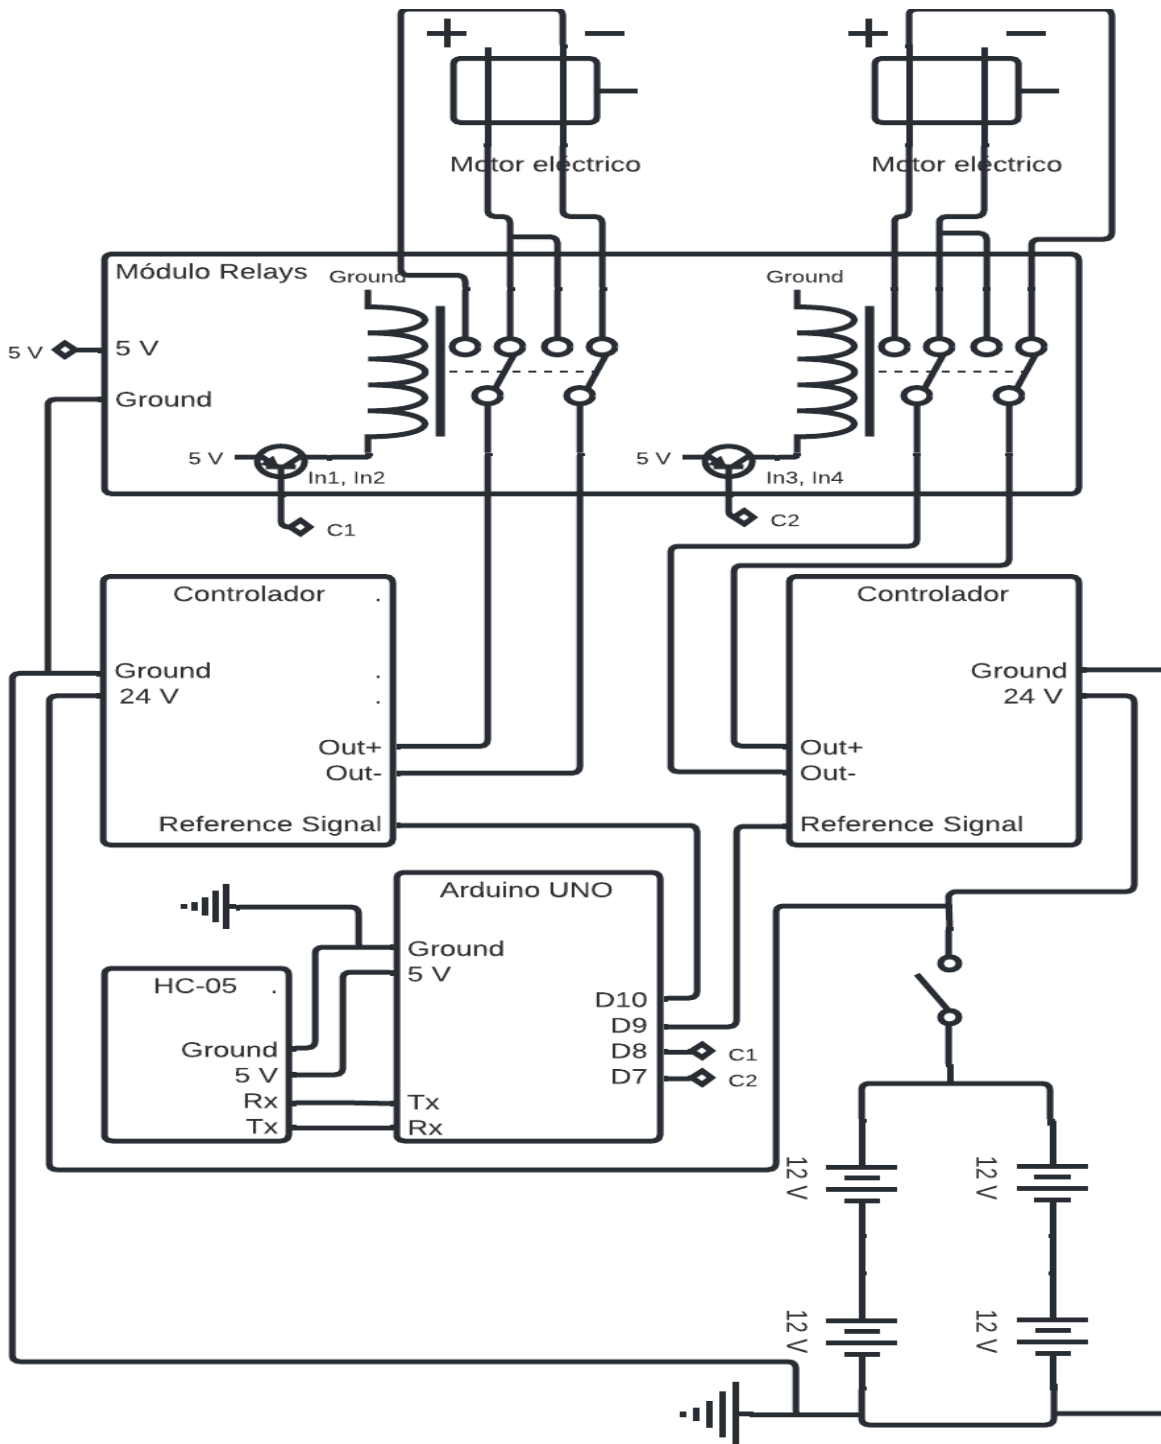 + − + −
Motor eléctrico Motor eléctrico
Módulo Relays Ground Ground
5 V 5 V
Ground
5 V In1, In2 5 V In3, In4
C1 C2
Controlador . Controlador
Ground . Ground
24 V . 24 V
Out+ Out+
Out- Out-
Reference Signal Reference Signal
Arduino UNO
Ground
5 V
HC-05 .
D10
D9
Ground D8 C1
5 V D7 C2
Rx Tx
Tx Rx
12 V 12 V
12 V 12 V